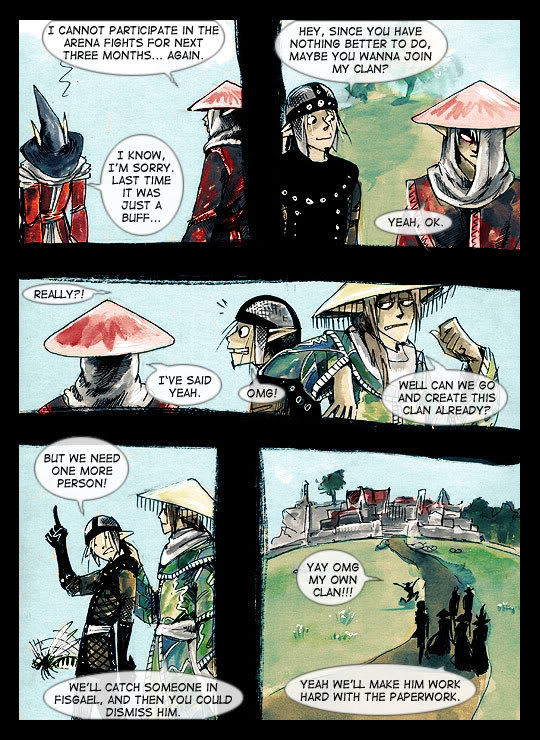 I CANNOT PARTICIPATE IN THE
ARENA FIGHTS FOR NEXT
THREE MONTHS... AGAIN.
I KNOW,
I'M SORRY.
LAST TIME
IT WAS
JUST A
BUFF...
HEY, SINCE YOU HAVE
NOTHING BETTER TO DO,
MAYBE YOU WANNA JOIN
MY CLAN?
YEAH, OK.
REALLY?!
I'VE SAID
YEAH.
OMG!
WELL CAN WE GO
AND CREATE THIS
CLAN ALREADY?
BUT WE NEED
ONE MORE
PERSON!
WE'LL CATCH SOMEONE IN
FISGAEL, AND THEN YOU COULD
DISMISS HIM.
YAY OMG
MY OWN
CLAN!!!
YEAH WE'LL MAKE HIM WORK
HARD WITH THE PAPERWORK.